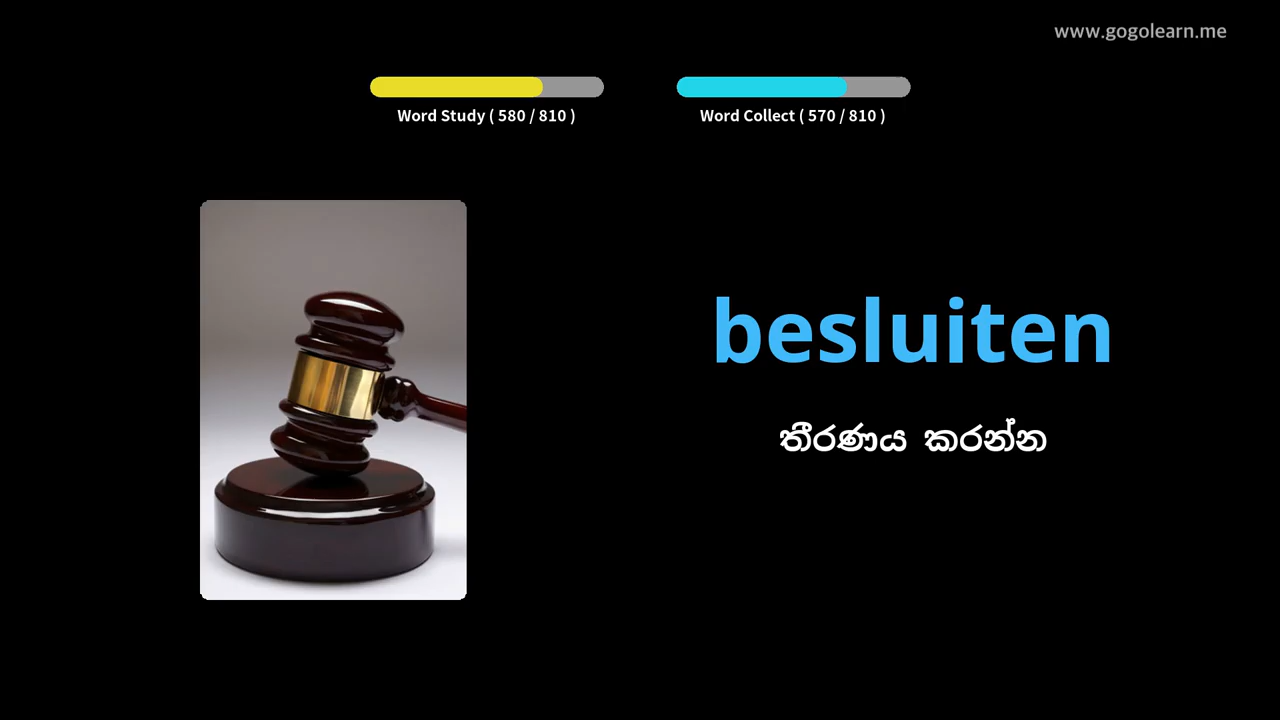 www.gogolearn.me
Word Study ( 580 / 810 )
Word Collect ( 570 / 810 )
besluiten
තීරණය කරන්න